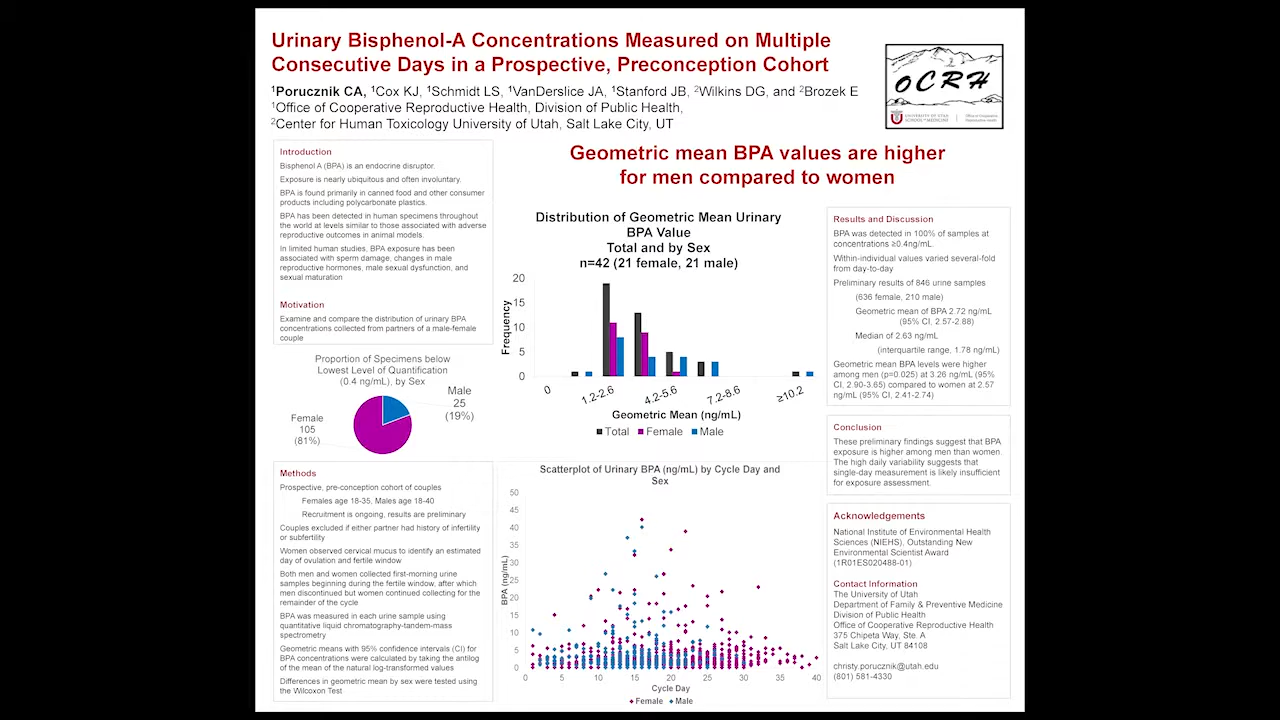 Urinary Bisphenol-A Concentrations Measured on Multiple
Consecutive Days in a Prospective, Preconception Cohort
¹Porucznik CA, ¹Cox KJ, ¹Schmidt LS, ¹VanDerslice JA, ¹Stanford JB, ²Wilkins DG, and ²Brozek E
¹Office of Cooperative Reproductive Health, Division of Public Health,
²Center for Human Toxicology University of Utah, Salt Lake City, UT
OCRH
UNIVERSITY OF UTAH
SCHOOL OF MEDICINE
Office of Cooperative
Reproductive Health
Introduction
Bisphenol A (BPA) is an endocrine disruptor.
Exposure is nearly ubiquitous and often involuntary.
BPA is found primarily in canned food and other consumer
products including polycarbonate plastics.
BPA has been detected in human specimens throughout
the world at levels similar to those associated with adverse
reproductive outcomes in animal models.
In limited human studies, BPA exposure has been
associated with sperm damage, changes in male
reproductive hormones, male sexual dysfunction, and
sexual maturation
Motivation
Examine and compare the distribution of urinary BPA
concentrations collected from partners of a male-female
couple
Proportion of Specimens below
Lowest Level of Quantification
(0.4 ng/mL), by Sex
Male
25
(19%)
Female
105
(81%)
Methods
Prospective, pre-conception cohort of couples
Females age 18-35, Males age 18-40
Recruitment is ongoing, results are preliminary
Couples excluded if either partner had history of infertility
or subfertility
Women observed cervical mucus to identify an estimated
day of ovulation and fertile window
Both men and women collected first-morning urine
samples beginning during the fertile window, after which
men discontinued but women continued collecting for the
remainder of the cycle
BPA was measured in each urine sample using
quantitative liquid chromatography-tandem-mass
spectrometry
Geometric means with 95% confidence intervals (CI) for
BPA concentrations were calculated by taking the antilog
of the mean of the natural log-transformed values
Differences in geometric mean by sex were tested using
the Wilcoxon Test
Geometric mean BPA values are higher
for men compared to women
Distribution of Geometric Mean Urinary
BPA Value
Total and by Sex
n=42 (21 female, 21 male)
Frequency
20
15
10
5
0
0 1.2-2.6 4.2-5.6 7.2-8.6 ≥10.2
Geometric Mean (ng/mL)
Total Female Male
Scatterplot of Urinary BPA (ng/mL) by Cycle Day and
Sex
BPA (ng/mL)
50
45
40
35
30
25
20
15
10
5
0
0 5 10 15 20 25 30 35 40
Cycle Day
Female Male
Results and Discussion
BPA was detected in 100% of samples at
concentrations ≥0.4ng/mL.
Within-individual values varied several-fold
from day-to-day
Preliminary results of 846 urine samples
(636 female, 210 male)
Geometric mean of BPA 2.72 ng/mL
(95% CI, 2.57-2.88)
Median of 2.63 ng/mL
(interquartile range, 1.78 ng/mL)
Geometric mean BPA levels were higher
among men (p=0.025) at 3.26 ng/mL (95%
CI, 2.90-3.65) compared to women at 2.57
ng/mL (95% CI, 2.41-2.74)
Conclusion
These preliminary findings suggest that BPA
exposure is higher among men than women.
The high daily variability suggests that
single-day measurement is likely insufficient
for exposure assessment.
Acknowledgements
National Institute of Environmental Health
Sciences (NIEHS), Outstanding New
Environmental Scientist Award
(1R01ES020488-01)
Contact Information
The University of Utah
Department of Family & Preventive Medicine
Division of Public Health
Office of Cooperative Reproductive Health
375 Chipeta Way, Ste. A
Salt Lake City, UT 84108
christy.porucznik@utah.edu
(801) 581-4330